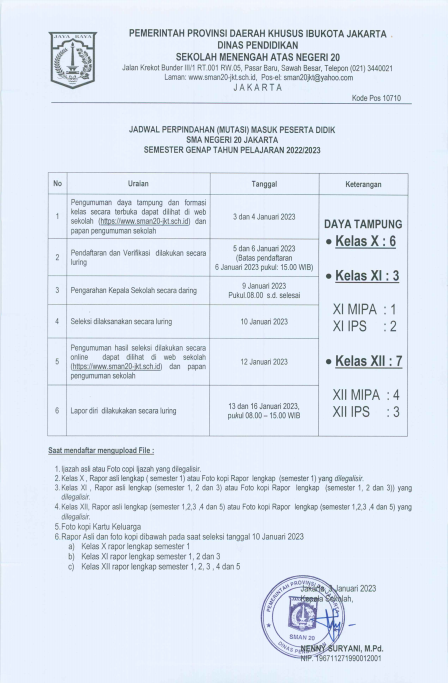 JAYA RAYA
PEMERINTAH PROVINSI DAERAH KHUSUS IBUKOTA JAKARTA
DINAS PENDIDIKAN
SEKOLAH MENENGAH ATAS NEGERI 20
Jalan Krekot Bunder III/1 RT.001 RW.05, Pasar Baru, Sawah Besar, Telepon (021) 3440021
Laman: www.sman20-jkt.sch.id, Pos-el: sman20jkt@yahoo.com
J A K A R T A
Kode Pos 10710
JADWAL PERPINDAHAN (MUTASI) MASUK PESERTA DIDIK
SMA NEGERI 20 JAKARTA
SEMESTER GENAP TAHUN PELAJARAN 2022/2023
No Uraian Tanggal Keterangan
1 Pengumuman daya tampung dan formasi
kelas secara terbuka dapat dilihat di web
sekolah (https://www.sman20-jkt.sch.id) dan
papan pengumuman sekolah
3 dan 4 Januari 2023
2 Pendaftaran dan Verifikasi dilakukan secara
luring
5 dan 6 Januari 2023
(Batas pendaftaran
6 Januari 2023 pukul: 15.00 WIB)
3 Pengarahan Kepala Sekolah secara daring
9 Januari 2023
Pukul.08.00 s.d. selesai
4 Seleksi dilaksanakan secara luring
10 Januari 2023
5 Pengumuman hasil seleksi dilakukan secara
online dapat dilihat di web sekolah
(https://www.sman20-jkt.sch.id) dan papan
pengumuman sekolah
12 Januari 2023
6 Lapor diri dilakukakan secara luring
13 dan 16 Januari 2023,
pukul 08.00 – 15.00 WIB
DAYA TAMPUNG
• Kelas X : 6
• Kelas XI : 3
XI MIPA : 1
XI IPS : 2
• Kelas XII : 7
XII MIPA : 4
XII IPS : 3
Saat mendaftar mengupload File :
1. Ijazah asli atau Foto copi Ijazah yang dilegalisir.
2. Kelas X , Rapor asli lengkap ( semester 1) atau Foto kopi Rapor lengkap (semester 1) yang dilegalisir.
3. Kelas XI , Rapor asli lengkap (semester 1, 2 dan 3) atau Foto kopi Rapor lengkap (semester 1, 2 dan 3)) yang
dilegalisir.
4. Kelas XII, Rapor asli lengkap (semester 1,2,3 ,4 dan 5) atau Foto kopi Rapor lengkap (semester 1,2,3 ,4 dan 5) yang
dilegalisir.
5. Foto kopi Kartu Keluarga
6. Rapor Asli dan foto kopi dibawah pada saat seleksi tanggal 10 Januari 2023
a) Kelas X rapor lengkap semester 1
b) Kelas XI rapor lengkap semester 1, 2 dan 3
c) Kelas XII rapor lengkap semester 1, 2, 3 , 4 dan 5
Jakarta, Januari 2023
Kepala Sekolah,
PEMERINTAH PROVINSI
SMAN 20
DINAS PENDIDIKAN
NENNY SURYANI, M.Pd.
NIP. 196711271990012001